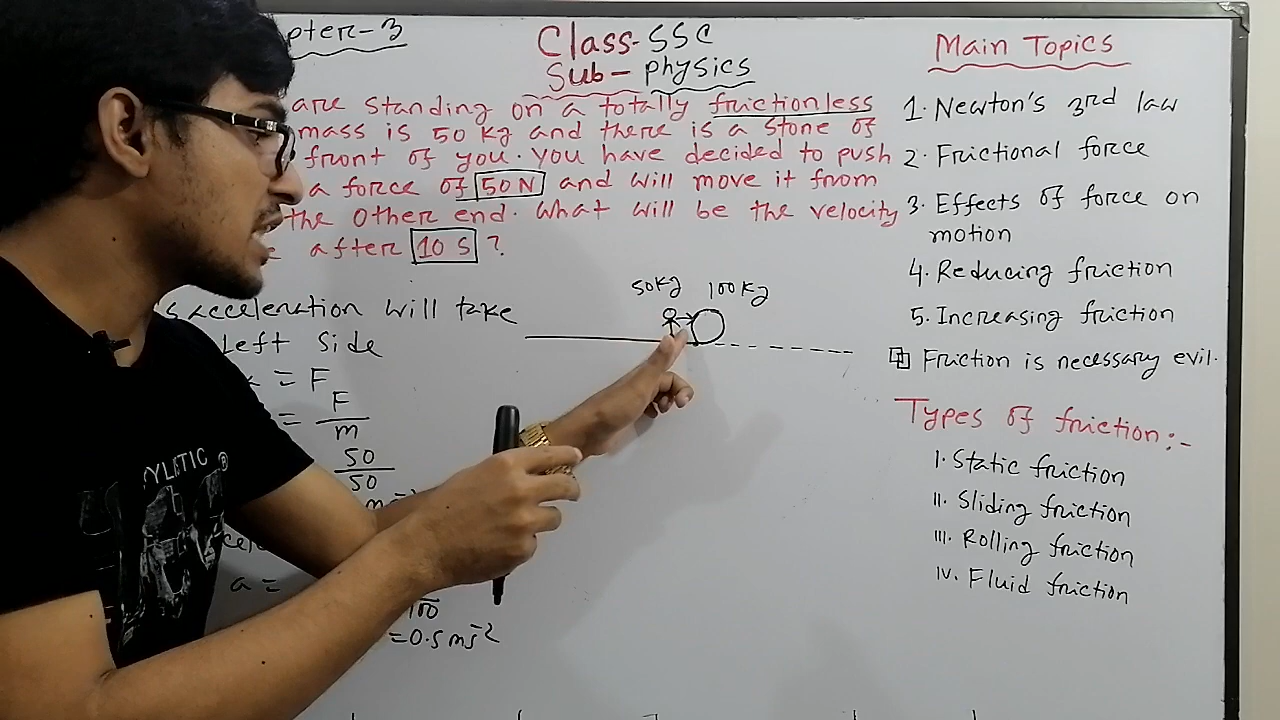 pter-3
Class-SSC
Sub-physics
are standing on a totally frictionless
mass is 50 kg and there is a stone of
front of you. you have decided to push
a force of 50 N and will move it from
the other end. What will be the velocity
after 10 S ?
s acceleration will take
Left Side
= F
= F
m
50
50
a =
100
= 0.5 ms-2
50kg 100kg
Main Topics
1. Newton's 3rd law
2. Frictional force
3. Effects of force on
motion
4. Reducing friction
5. Increasing friction
Friction is necessary evil.
Types of friction:-
I. Static friction
II. Sliding friction
III. Rolling friction
IV. Fluid friction